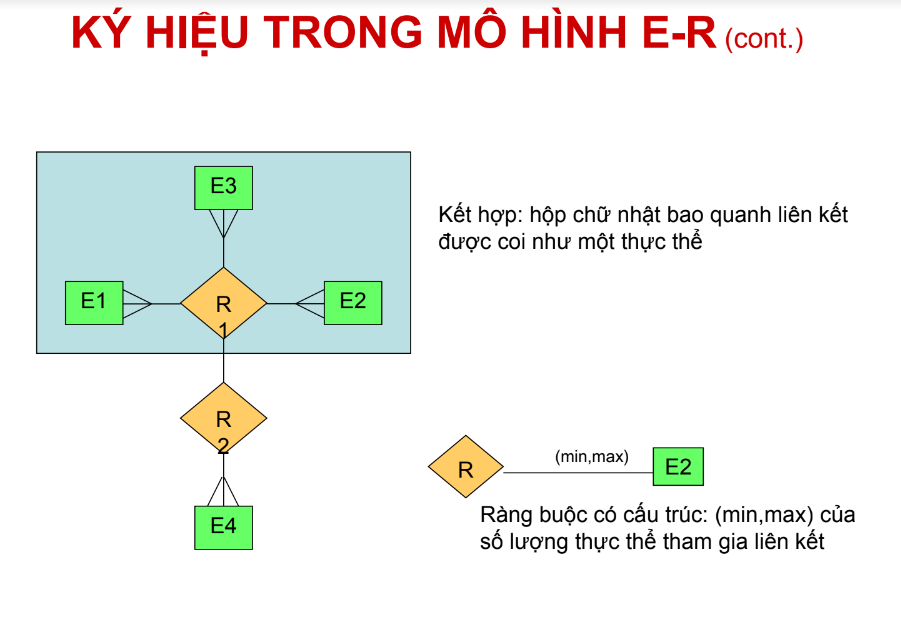 KÝ HIỆU TRONG MÔ HÌNH E-R (cont.)
E3
Kết hợp: hộp chữ nhật bao quanh liên kết
được coi như một thực thể
E1
R
1
E2
R
2
E4
R
(min,max)
E2
Ràng buộc có cấu trúc: (min,max) của
số lượng thực thể tham gia liên kết